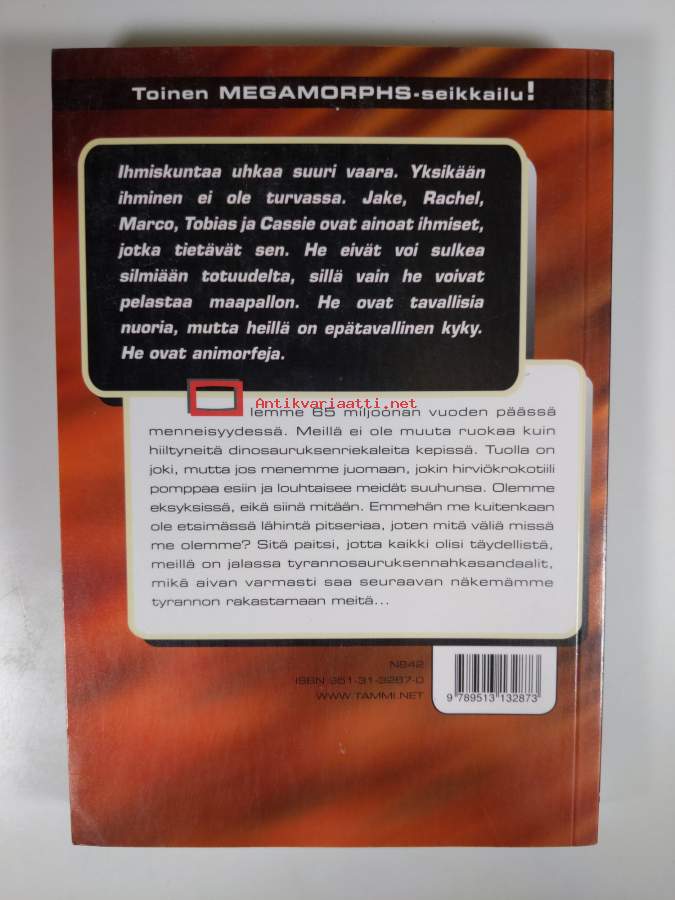 Toinen MEGAMORPHS-seikkailu!
Ihmiskuntaa uhkaa suuri vaara. Yksikään
ihminen ei ole turvassa. Jake, Rachel,
Marco, Tobias ja Cassie ovat ainoat ihmiset,
jotka tietävät sen. He eivät voi sulkea
silmiään totuudelta, sillä vain he voivat
pelastaa maapallon. He ovat tavallisia
nuoria, mutta heillä on epätavallinen kyky.
He ovat animorfeja.
Antikvariaatti.net
Olemme 65 miljoonan vuoden päässä
menneisyydessä. Meillä ei ole muuta ruokaa kuin
hiiltyneitä dinosauruksenriekaleita kepissä. Tuolla on
joki, mutta jos menemme juomaan, jokin hirviökrokotiili
pomppaa esiin ja louhtaisee meidät suuhunsa. Olemme
eksyksissä, eikä siinä mitään. Emmehän me kuitenkaan
ole etsimässä lähintä pitseriaa, joten mitä väliä missä
me olemme? Sitä paitsi, jotta kaikki olisi täydellistä,
meillä on jalassa tyrannosauruksennahkasandaalit,
mikä aivan varmasti saa seuraavan näkemämme
tyrannon rakastamaan meitä...
N842
ISBN 951-31-3287-0
WWW.TAMMI.NET
9 789513 132873